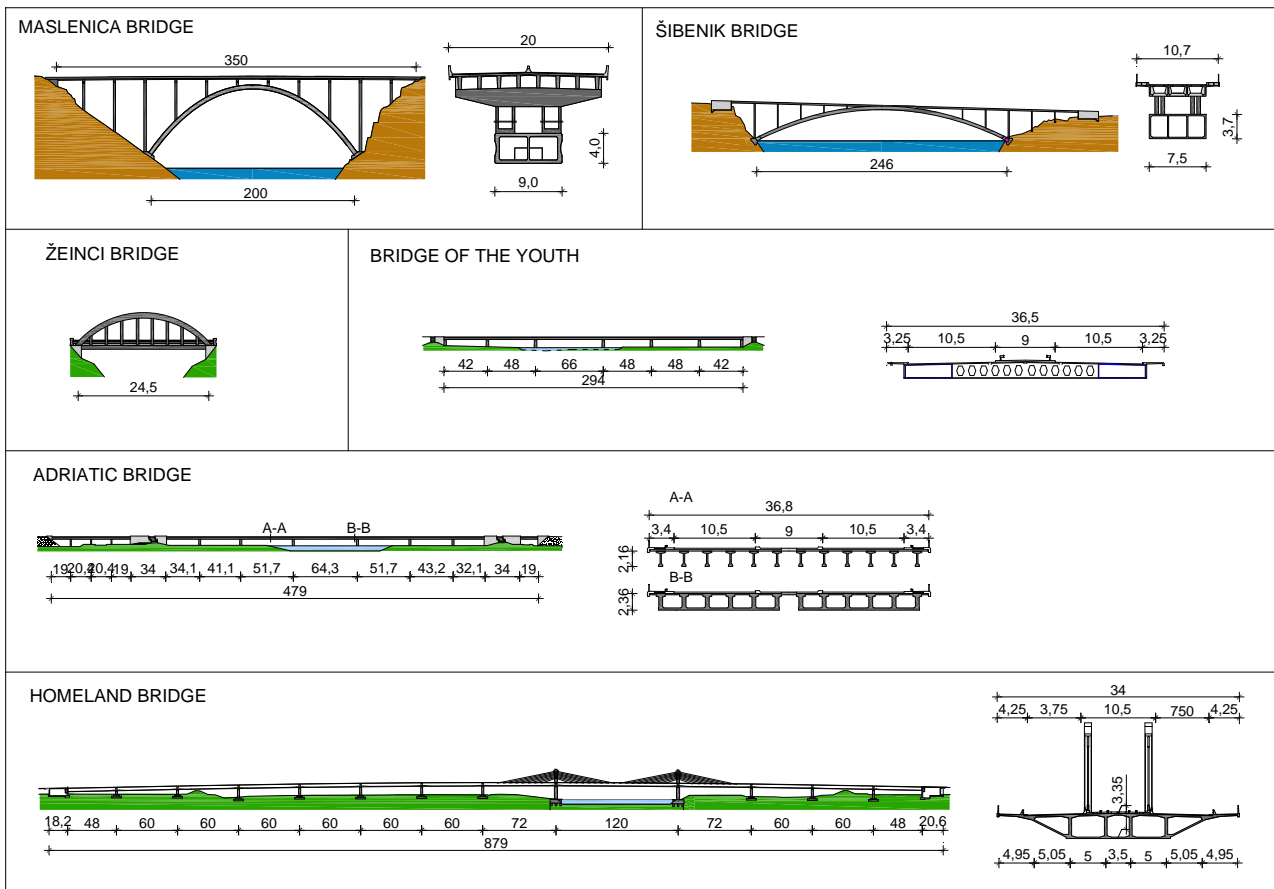 MASLENICA BRIDGE
350
200
20
4,0
9,0
ŠIBENIK BRIDGE
246
10,7
3,7
7,5
ŽEINCI BRIDGE
24,5
BRIDGE OF THE YOUTH
42 48 66 48 48 42
294
36,5
3,25 10,5 9 10,5 3,25
ADRIATIC BRIDGE
A-A B-B
19 20,4 19 34 34,1 41,1 51,7 64,3 51,7 43,2 32,1 34 19
479
A-A
36,8
3,4 10,5 9 10,5 3,4
2,16
B-B
2,36
HOMELAND BRIDGE
18,2 48 60 60 60 60 60 60 72 120 72 60 60 48 20,6
879
34
4,25 3,75 10,5 750 4,25
3,35
4,95 5,05 5 3,5 5 5,05 4,95